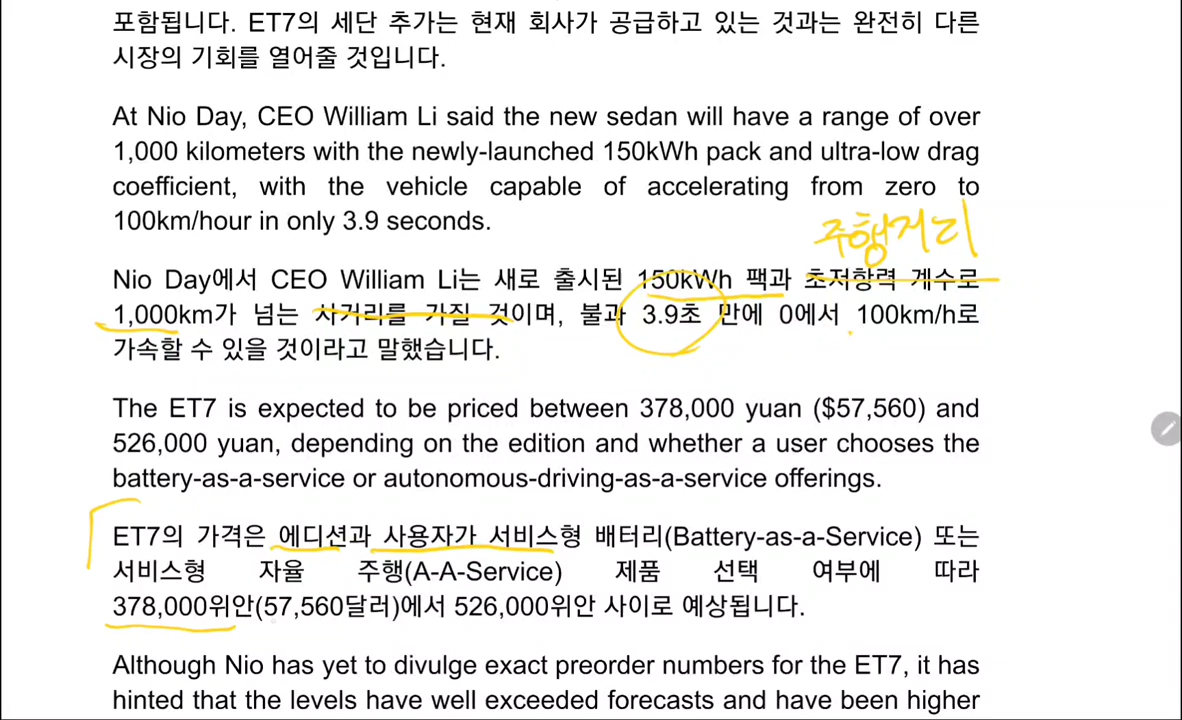 포함됩니다. ET7의 세단 추가는 현재 회사가 공급하고 있는 것과는 완전히 다른
시장의 기회를 열어줄 것입니다.
At Nio Day, CEO William Li said the new sedan will have a range of over
1,000 kilometers with the newly-launched 150kWh pack and ultra-low drag
coefficient, with the vehicle capable of accelerating from zero to
100km/hour in only 3.9 seconds.
주행거리
Nio Day에서 CEO William Li는 새로 출시된 150kWh 팩과 초저항력 계수로
1,000km가 넘는 사거리를 가질 것이며, 불과 3.9초 만에 0에서 100km/h로
가속할 수 있을 것이라고 말했습니다.
The ET7 is expected to be priced between 378,000 yuan ($57,560) and
526,000 yuan, depending on the edition and whether a user chooses the
battery-as-a-service or autonomous-driving-as-a-service offerings.
ET7의 가격은 에디션과 사용자가 서비스형 배터리(Battery-as-a-Service) 또는
서비스형 자율 주행(A-A-Service) 제품 선택 여부에 따라
378,000위안(57,560달러)에서 526,000위안 사이로 예상됩니다.
Although Nio has yet to divulge exact preorder numbers for the ET7, it has
hinted that the levels have well exceeded forecasts and have been higher